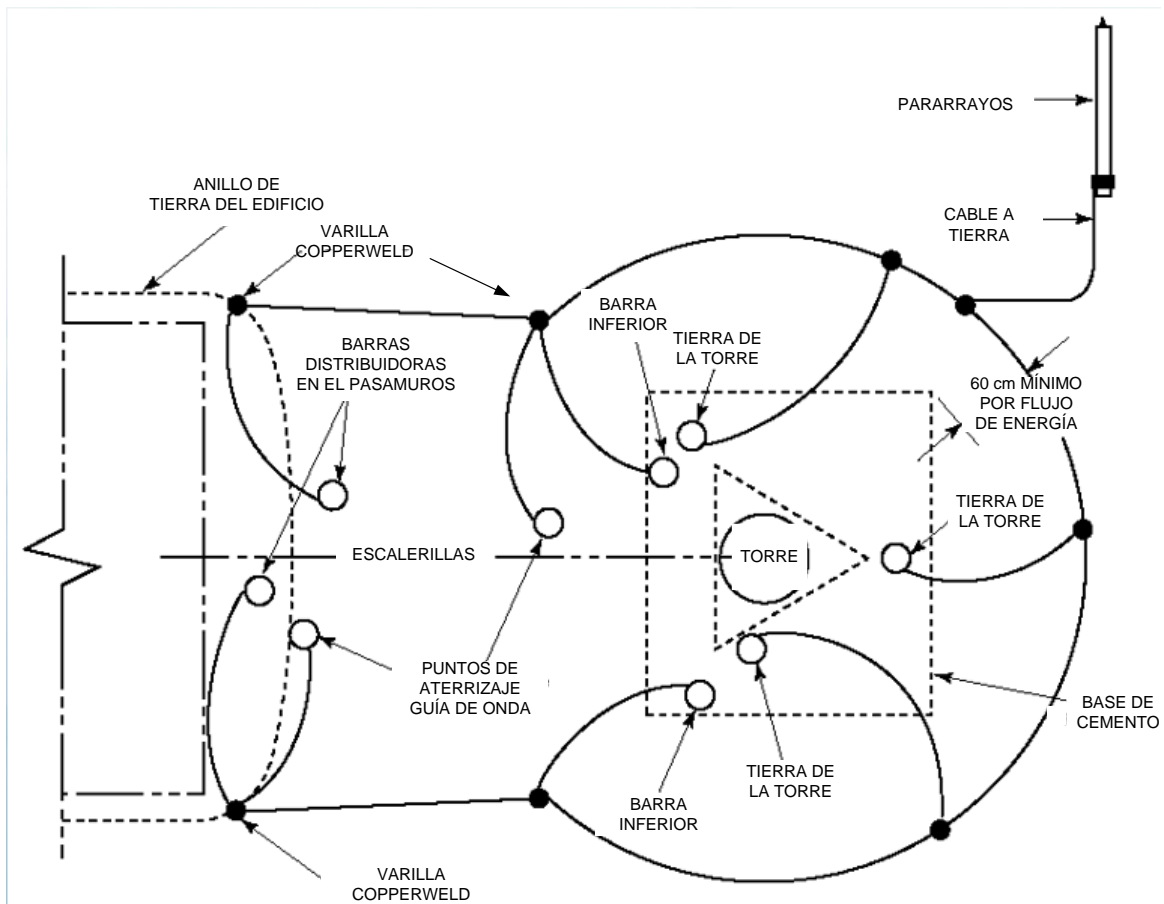 PARARRAYOS
ANILLO DE
TIERRA DEL EDIFICIO
CABLE A
TIERRA
VARILLA
COPPERWELD
BARRA
INFERIOR
TIERRA DE
LA TORRE
BARRAS
DISTRIBUIDORAS
EN EL PASAMUROS
60 cm MÍNIMO
POR FLUJO
DE ENERGÍA
TIERRA DE
LA TORRE
ESCALERILLAS
TORRE
PUNTOS DE
ATERRIZAJE
GUÍA DE ONDA
BASE DE
CEMENTO
TIERRA DE
LA TORRE
BARRA
INFERIOR
VARILLA
COPPERWELD